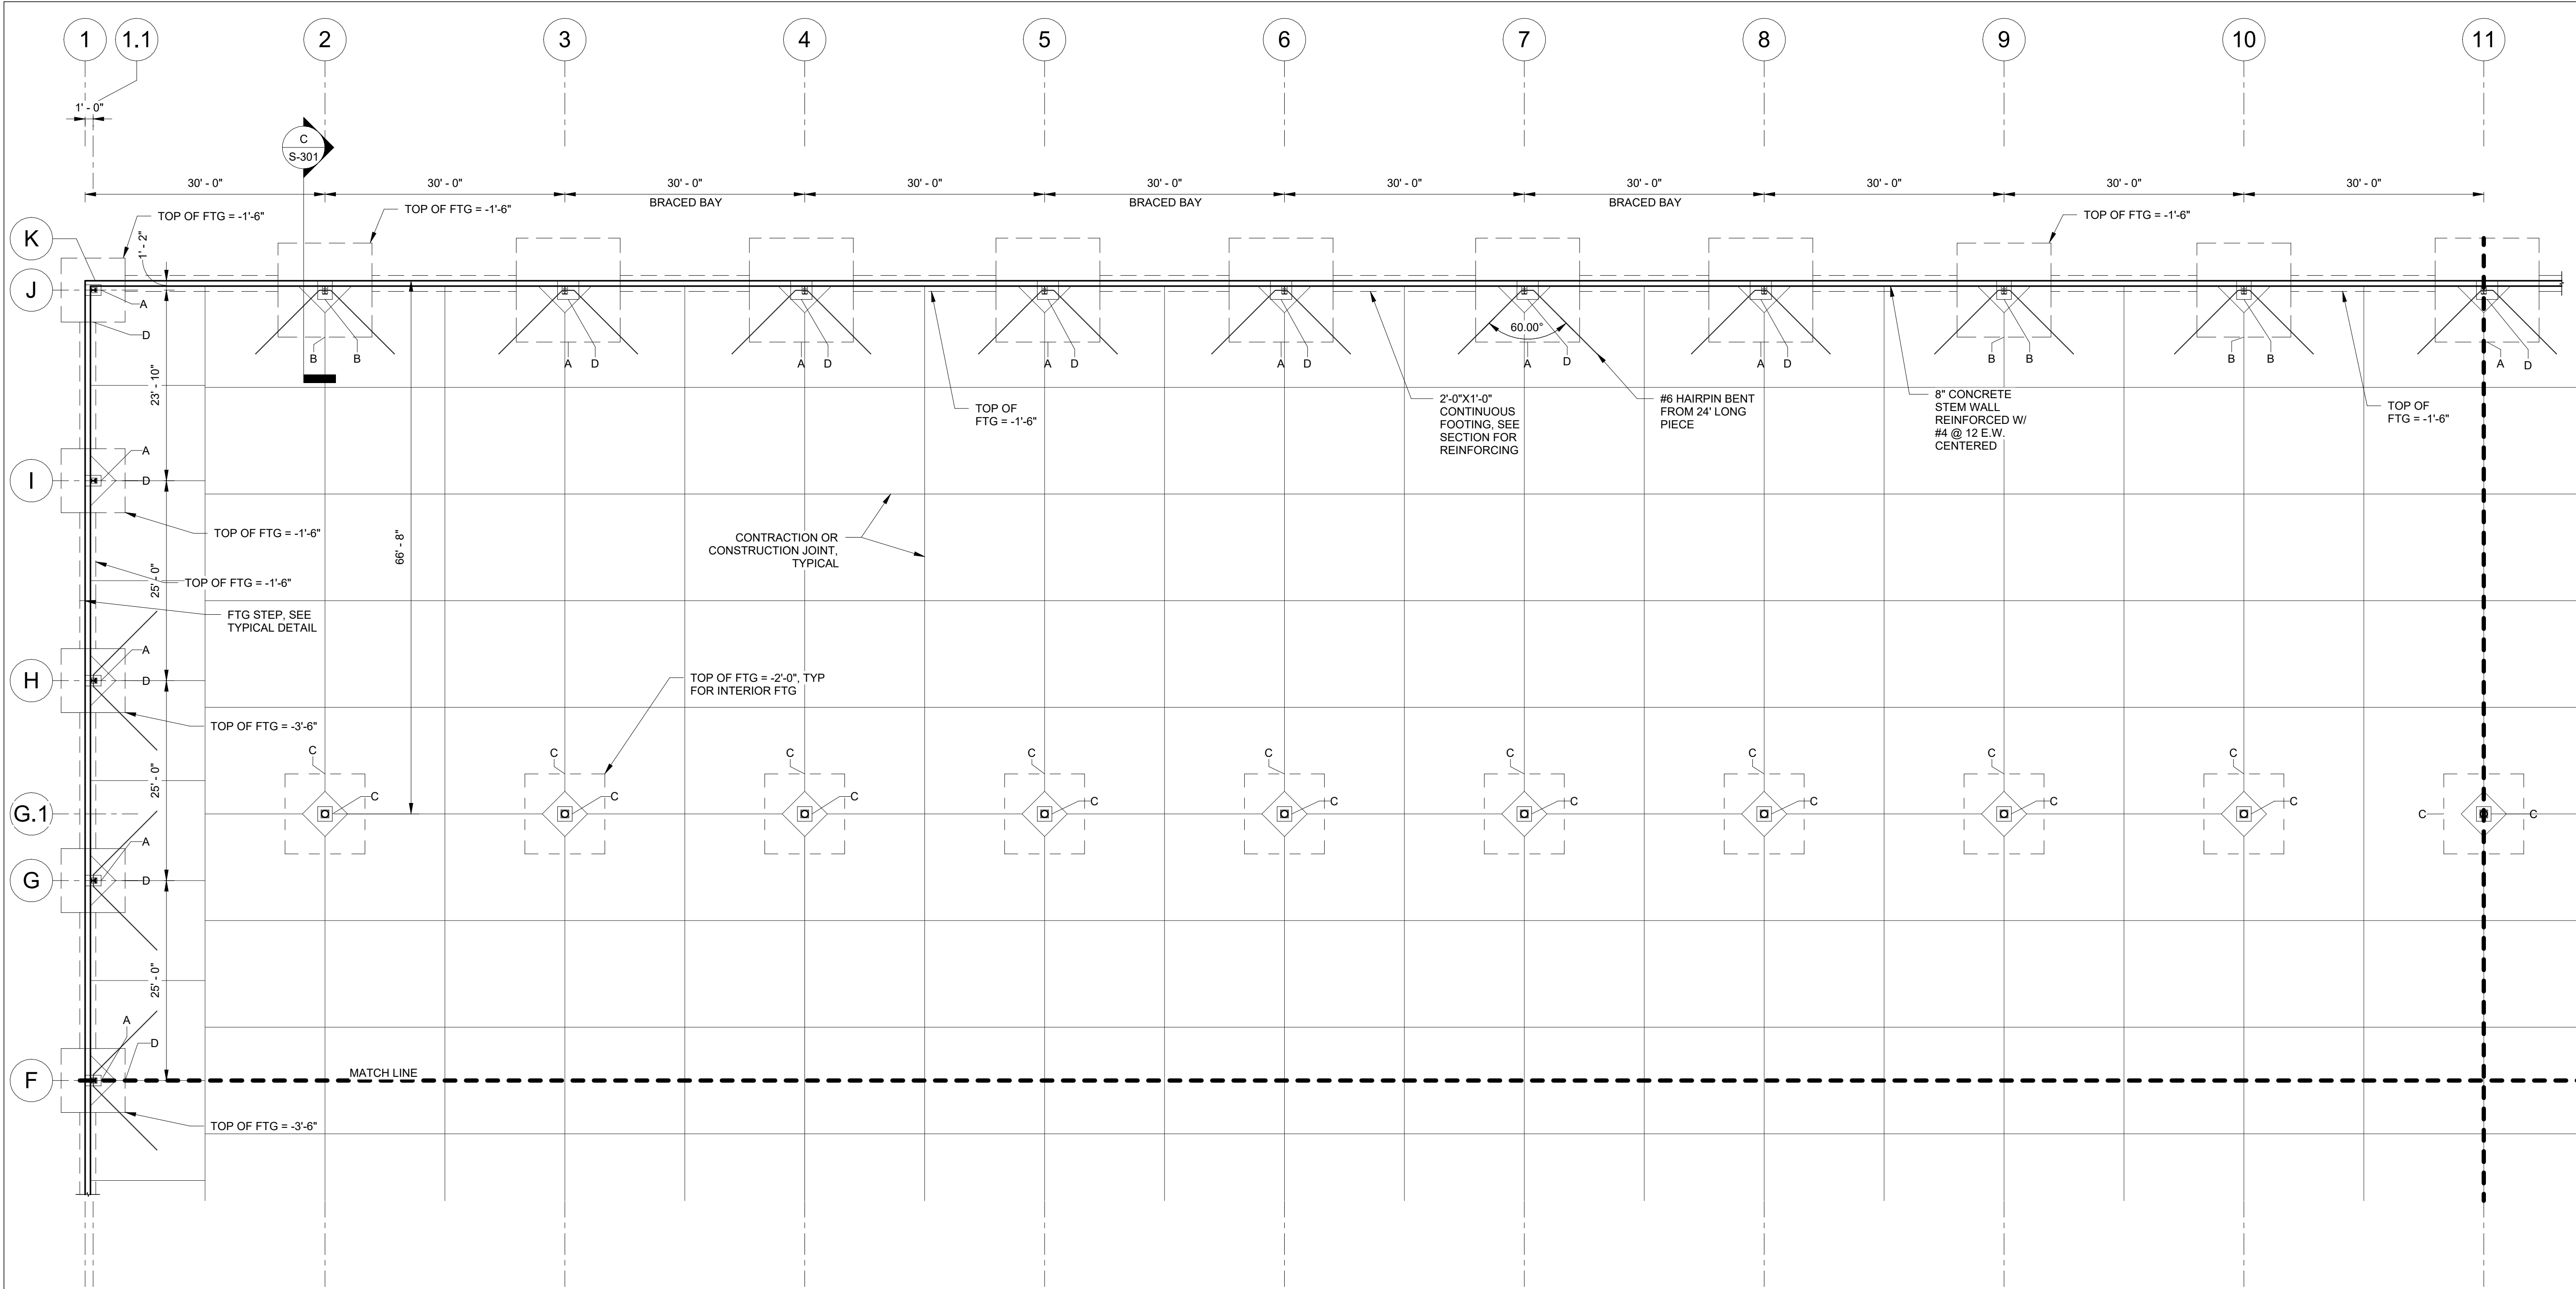 1
1.1
2
3
4
5
6
7
8
9
10
11
1' - 0"
C
S-301
30' - 0"
30' - 0"
30' - 0"
30' - 0"
30' - 0"
30' - 0"
30' - 0"
30' - 0"
30' - 0"
30' - 0"
BRACED BAY
BRACED BAY
BRACED BAY
TOP OF FTG = -1'-6"
TOP OF FTG = -1'-6"
TOP OF FTG = -1'-6"
K
1' - 2"
J
A
D
B
B
A
D
A
D
A
D
A
D
60.00°
A
D
A
D
B
B
B
B
A
D
23' - 10"
TOP OF
FTG = -1'-6"
2'-0"X1'-0"
CONTINUOUS
FOOTING, SEE
SECTION FOR
REINFORCING
#6 HAIRPIN BENT
FROM 24' LONG
PIECE
8" CONCRETE
STEM WALL
REINFORCED W/
#4 @ 12 E.W.
CENTERED
TOP OF
FTG = -1'-6"
I
A
D
TOP OF FTG = -1'-6"
66' - 8"
CONTRACTION OR
CONSTRUCTION JOINT,
TYPICAL
25' - 0"
TOP OF FTG = -1'-6"
FTG STEP, SEE
TYPICAL DETAIL
H
A
D
TOP OF FTG = -2'-0", TYP
FOR INTERIOR FTG
TOP OF FTG = -3'-6"
25' - 0"
C
C
C
C
C
C
C
C
C
G.1
C
C
C
C
C
C
C
C
C
C
C
G
A
D
25' - 0"
A
D
F
MATCH LINE
TOP OF FTG = -3'-6"